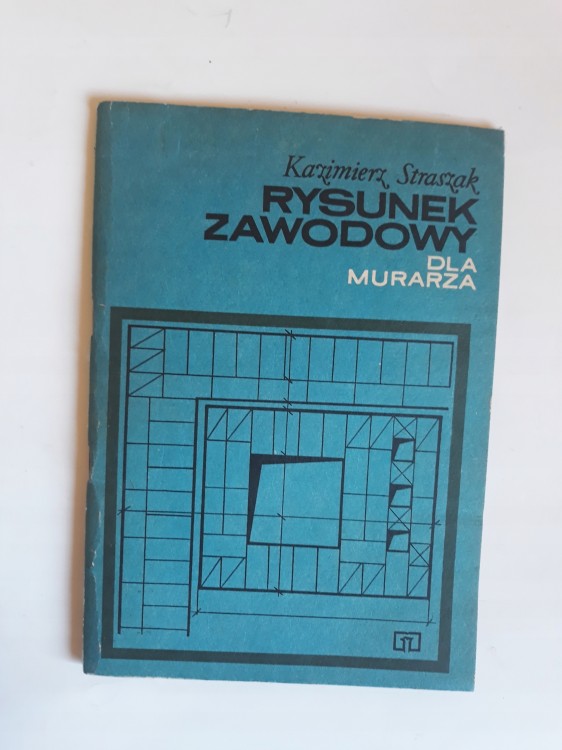 Kazimierz Straszak
RYSUNEK
ZAWODOWY
DLA
MURARZA